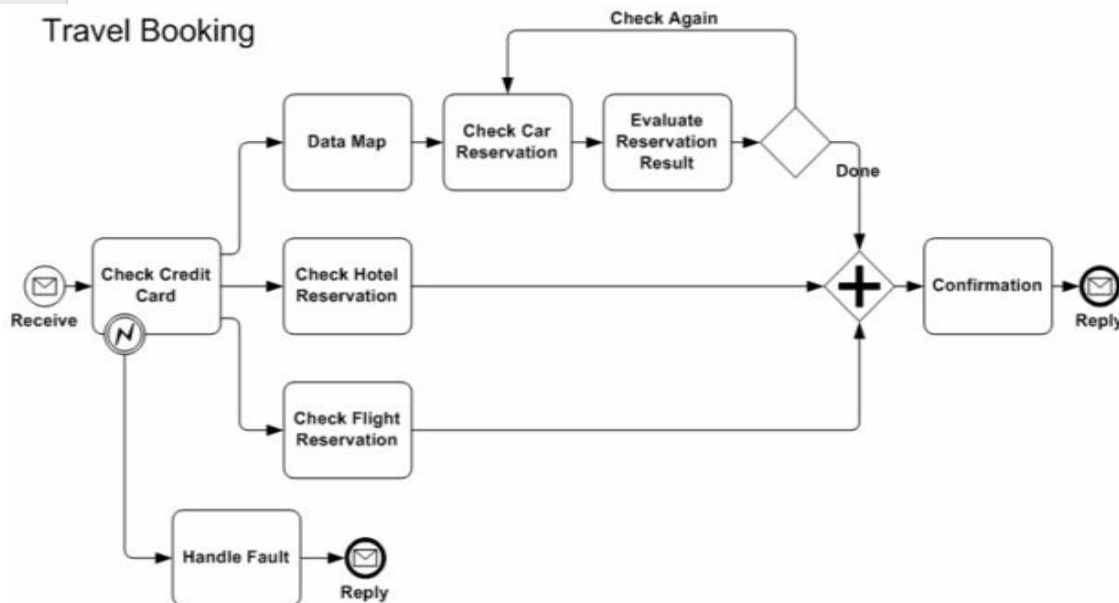 Travel Booking
Check Again
Data Map
Check Car
Reservation
Evaluate
Reservation
Result
Done
Receive
Check Credit
Card
Check Hotel
Reservation
Confirmation
Reply
Check Flight
Reservation
Handle Fault
Reply